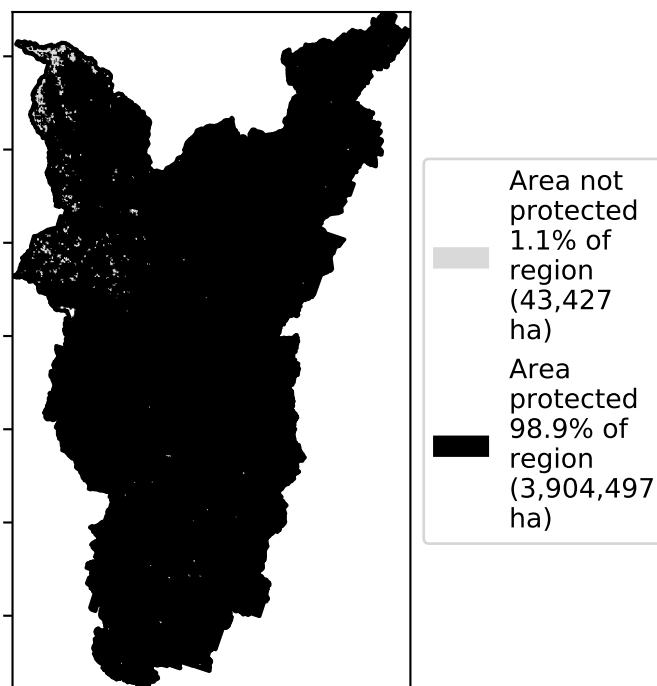 Area not
protected
1.1% of
region
(43,427
ha)
Area
protected
98.9% of
region
(3,904,497
ha)